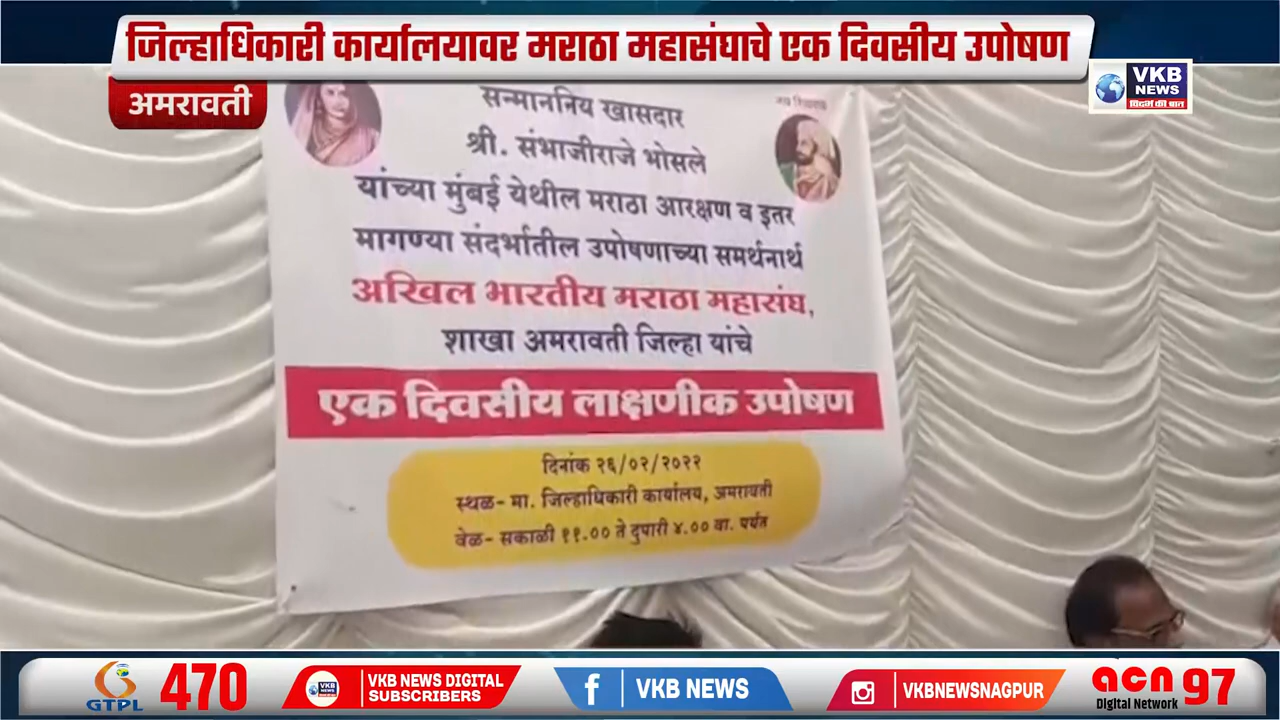 जिल्हाधिकारी कार्यालयावर मराठा महासंघाचे एक दिवसीय उपोषण
अमरावती
VKB
NEWS
विदर्भ की बात
सन्माननिय खासदार
श्री. संभाजीराजे भोसले
यांच्या मुंबई येथील मराठा आरक्षण व इतर
मागण्या संदर्भातील उपोषणाच्या समर्थनार्थ
अखिल भारतीय मराठा महासंघ,
शाखा अमरावती जिल्हा यांचे
एक दिवसीय लाक्षणीक उपोषण
दिनांक २६/०२/२०२२
स्थळ- मा. जिल्हाधिकारी कार्यालय, अमरावती
वेळ- सकाळी ११.०० ते दुपारी ४.०० वा. पर्यंत
GTPL
470
VKB
NEWS
VKB NEWS DIGITAL
SUBSCRIBERS
VKB NEWS
VKBNEWSNAGPUR
acn 97
Digital Network